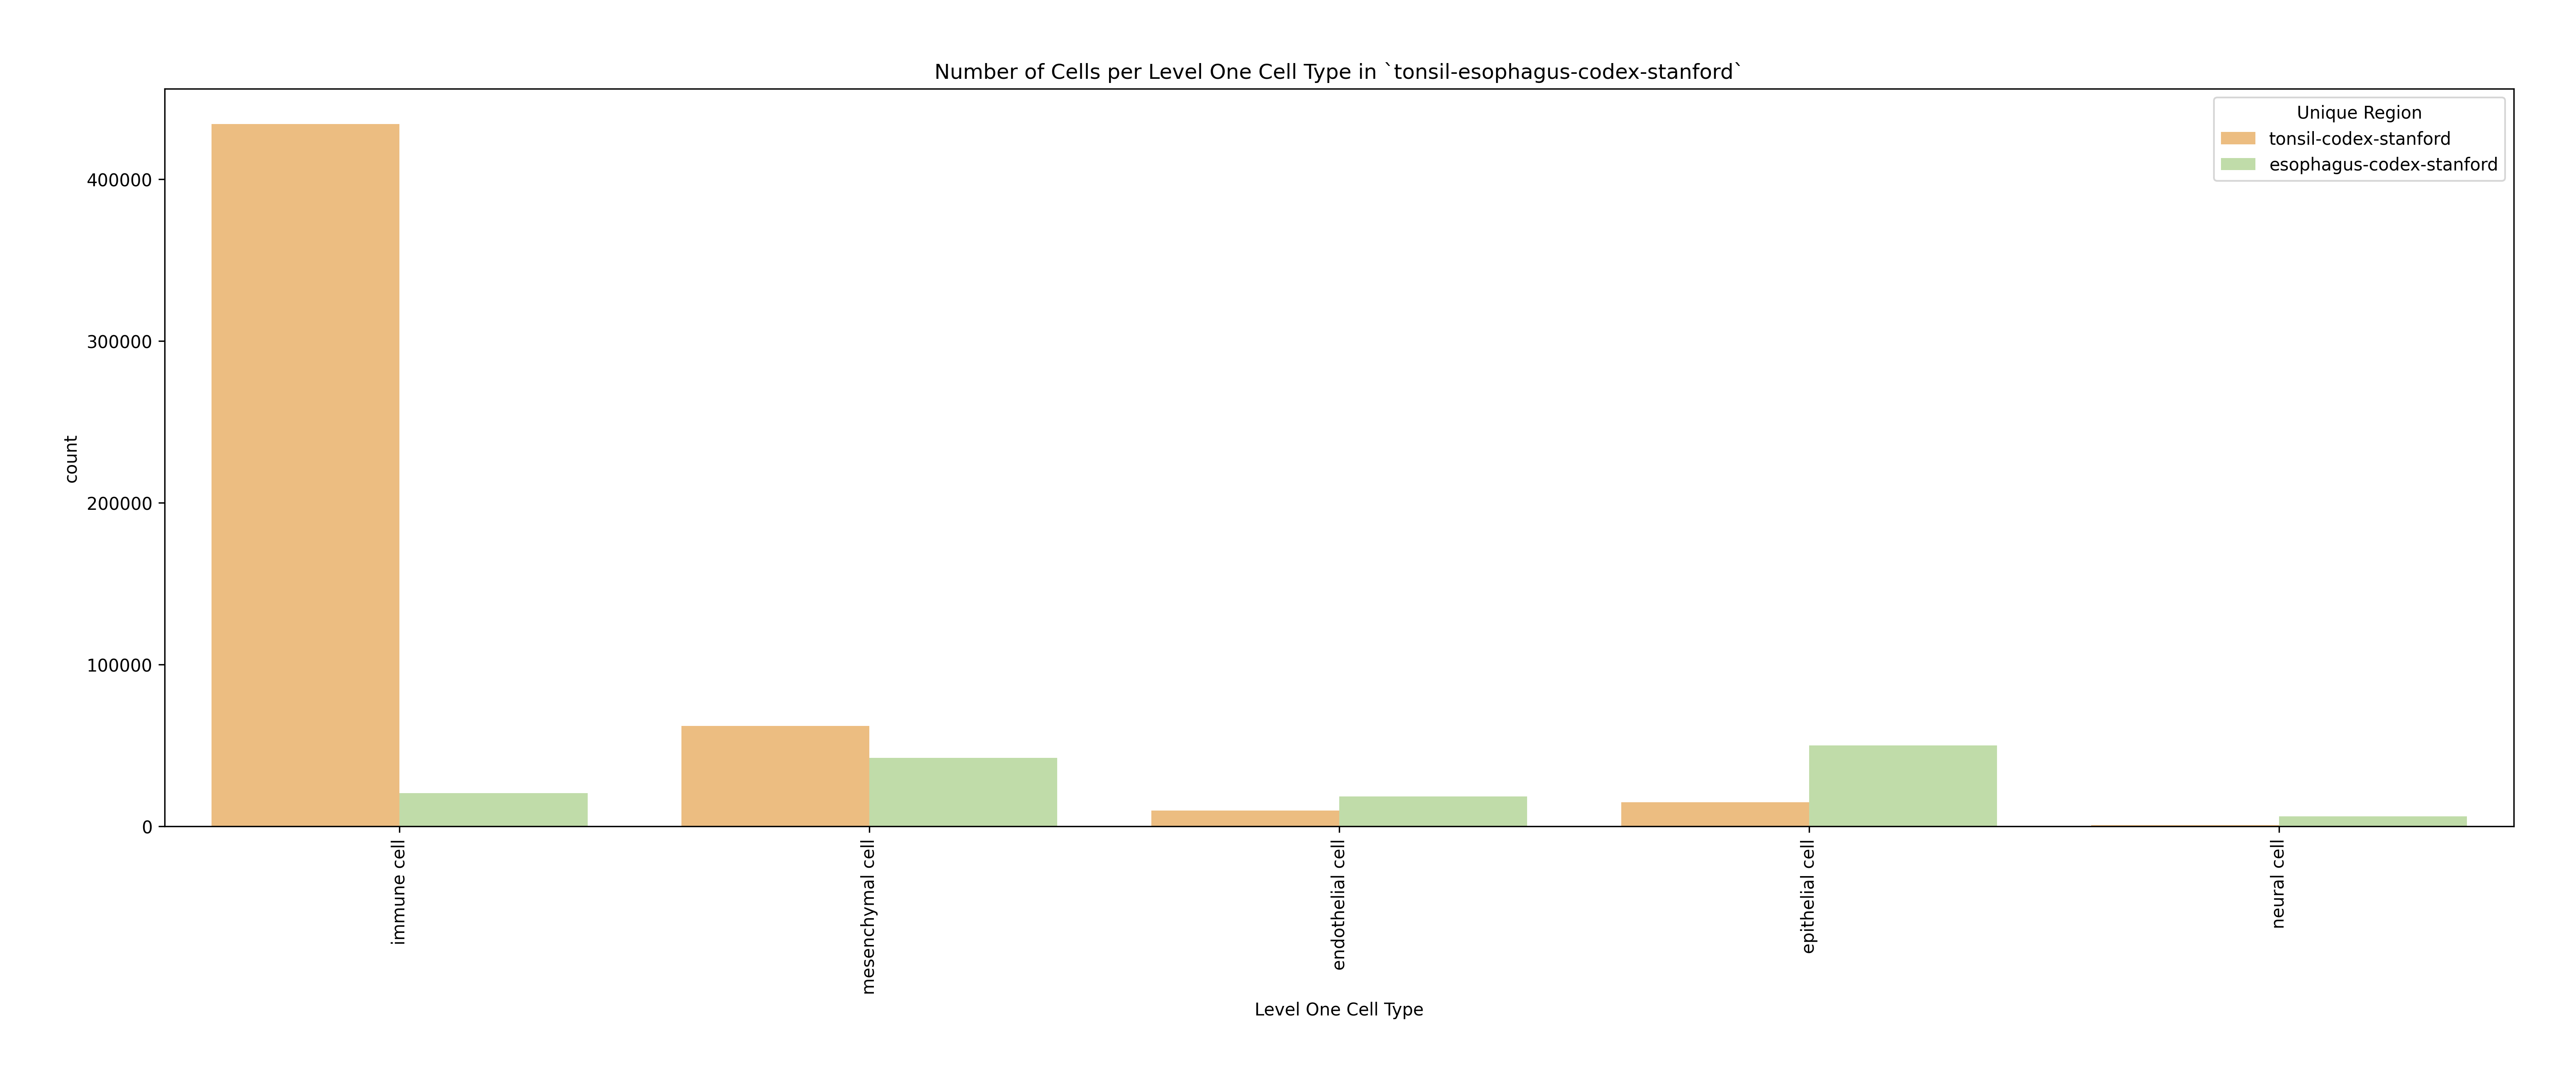 Number of Cells per Level One Cell Type in `tonsil-esophagus-codex-stanford`
Unique Region
tonsil-codex-stanford
esophagus-codex-stanford
count
400000
300000
200000
100000
0
immune cell
mesenchymal cell
endothelial cell
epithelial cell
neural cell
Level One Cell Type